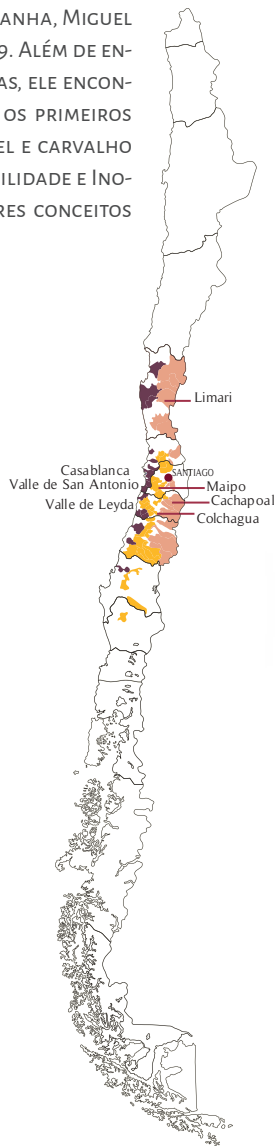 ANHA, MIGUEL
9. ALÉM DE EN-
AS, ELE ENCON-
OS PRIMEIROS
EL E CARVALHO
ILIDADE E INO-
RES CONCEITOS
Limari
Casablanca
SANTIAGO
Valle de San Antonio
Maipo
Valle de Leyda
Cachapoal
Colchagua